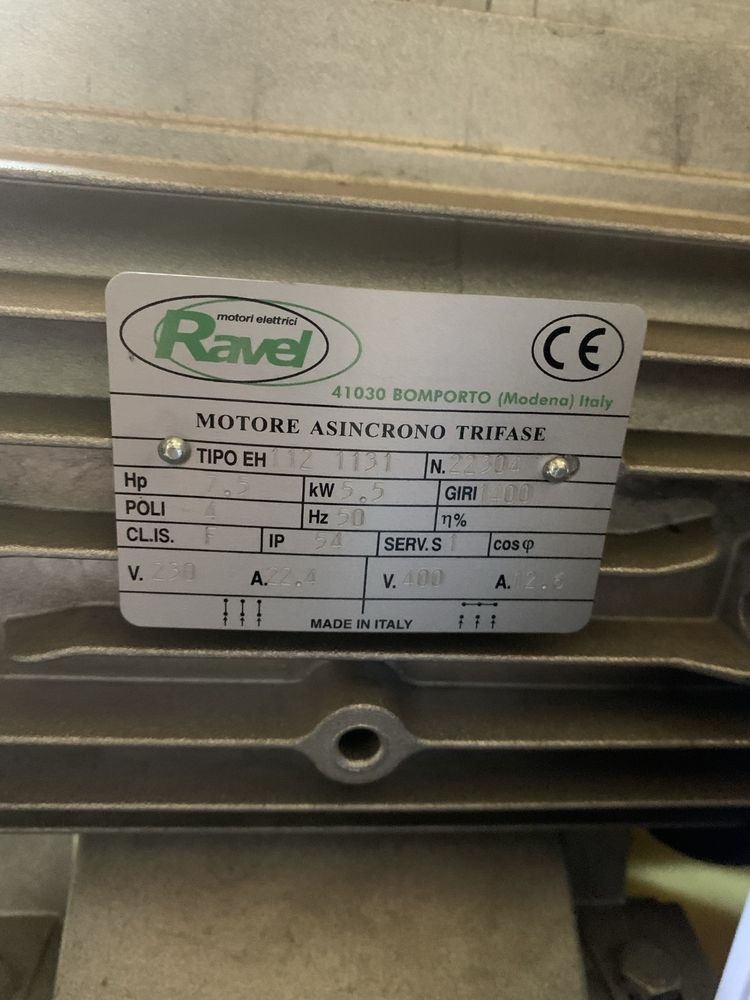 motori elettrici
Ravel
CE
41030 BOMPORTO (Modena) Italy
MOTORE ASINCRONO TRIFASE
TIPO EH 112 1131 N. 22304
Hp 7.5 kW 5.5 GIRI 1400
POLI 4 Hz 50 η%
CL.IS. F IP 54 SERV. S 1 cosφ
V. 230 A. 22.4 V. 400 A. 12.6
MADE IN ITALY